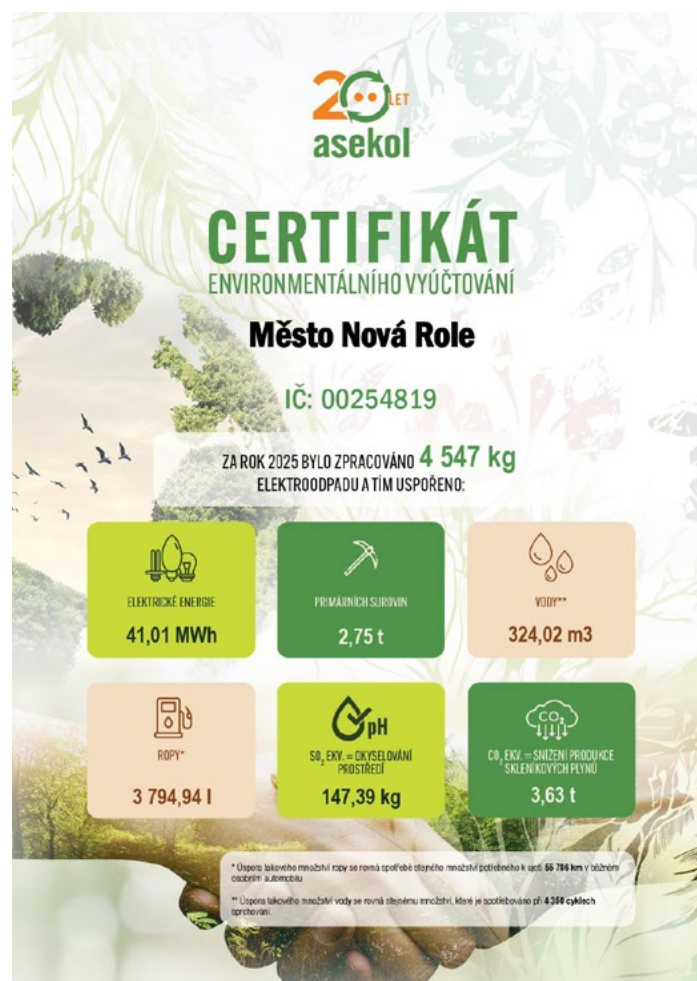 20 LET
asekol
CERTIFIKÁT
ENVIRONMENTÁLNÍHO VYÚČTOVÁNÍ
Město Nová Role
IČ: 00254819
ZA ROK 2025 BYLO ZPRACOVÁNO 4 547 kg
ELEKTROODPADU A TÍM USPOŘENO:
ELEKTRICKÉ ENERGIE
41,01 MWh
PRIMÁRNÍCH SUROVIN
2,75 t
VODY**
324,02 m3
ROPY*
3 794,94 l
pH
SO₂ EKV. = OKYSELOVÁNÍ
PROSTŘEDÍ
147,39 kg
CO₂
CO₂ EKV. = SNÍŽENÍ PRODUKCE
SKLENÍKOVÝCH PLYNŮ
3,63 t
* Úspora takového množství ropy se rovná spotřebě stejného množství potřebného k ujetí 55 786 km v běžném
osobním automobilu
** Úspora takového množství vody se rovná stejnému množství, které je spotřebováno při 4 350 cyklech
sprchování.